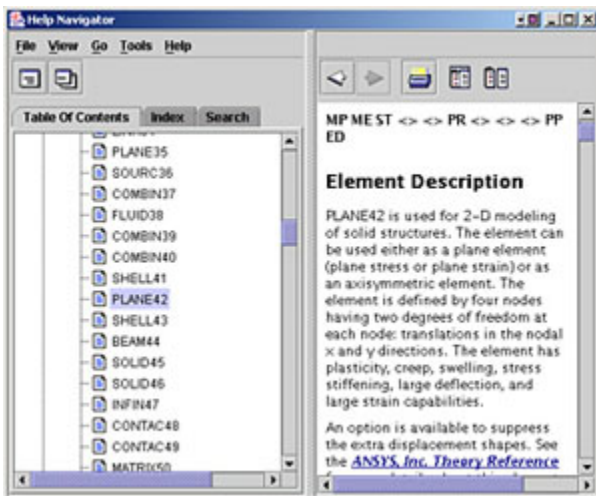 Help Navigator
File View Go Tools Help
Table Of Contents Index Search
PLANE35
SOURC36
COMBIN37
FLUID38
COMBIN39
COMBIN40
SHELL41
PLANE42
SHELL43
BEAM44
SOLID45
SOLID46
INFIN47
CONTAC48
CONTAC49
MATRIX50
MP ME ST <> <> PR <> <> <> PP
ED
Element Description
PLANE42 is used for 2-D modeling
of solid structures. The element can
be used either as a plane element
(plane stress or plane strain) or as
an axisymmetric element. The
element is defined by four nodes
having two degrees of freedom at
each node: translations in the nodal
x and y directions. The element has
plasticity, creep, swelling, stress
stiffening, large deflection, and
large strain capabilities.
An option is available to suppress
the extra displacement shapes. See
the ANSYS, Inc. Theory Reference